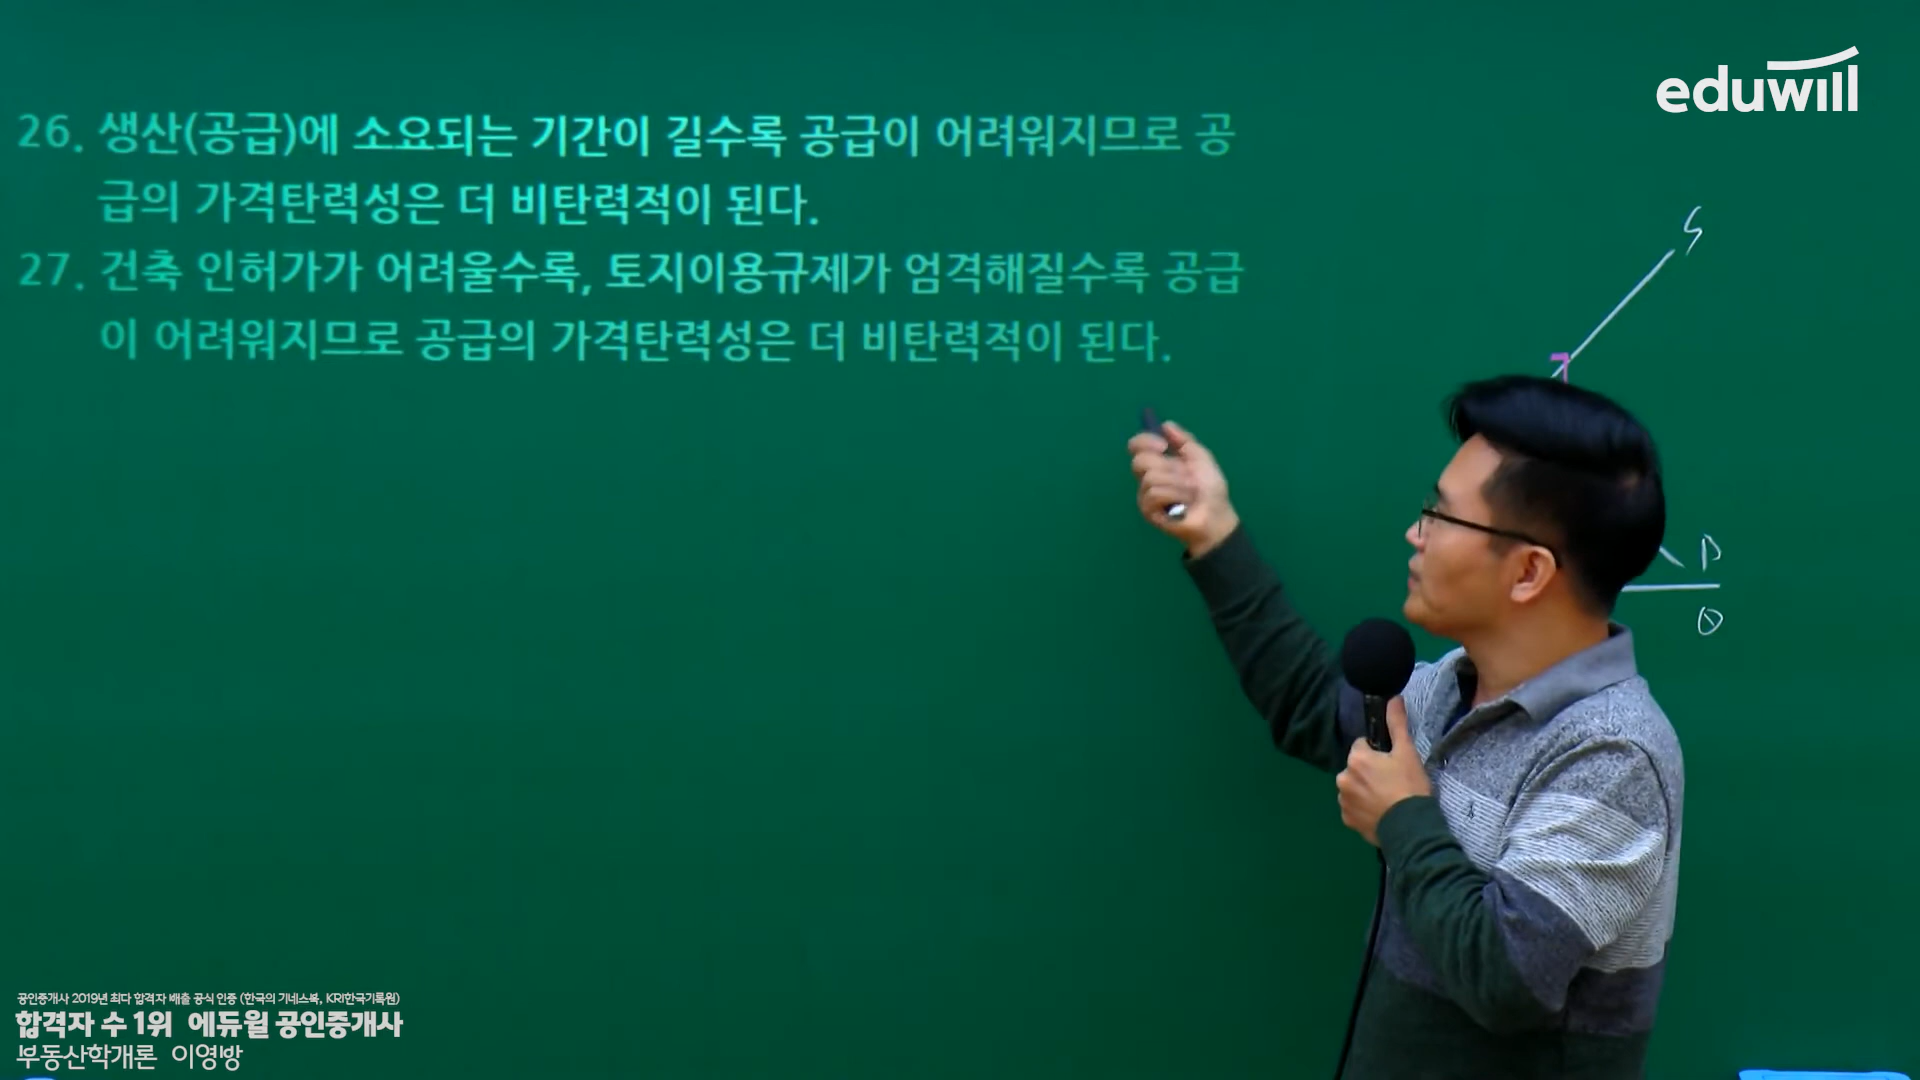 eduwill
26. 생산(공급)에 소요되는 기간이 길수록 공급이 어려워지므로 공
급의 가격탄력성은 더 비탄력적이 된다.
27. 건축 인허가가 어려울수록, 토지이용규제가 엄격해질수록 공급
이 어려워지므로 공급의 가격탄력성은 더 비탄력적이 된다.
S
D
Q
공인중개사 2019년 최다 합격자 배출 공식 인증 (한국의 기네스북, KRI한국기록원)
합격자 수 1위 에듀윌 공인중개사
부동산학개론 이영방